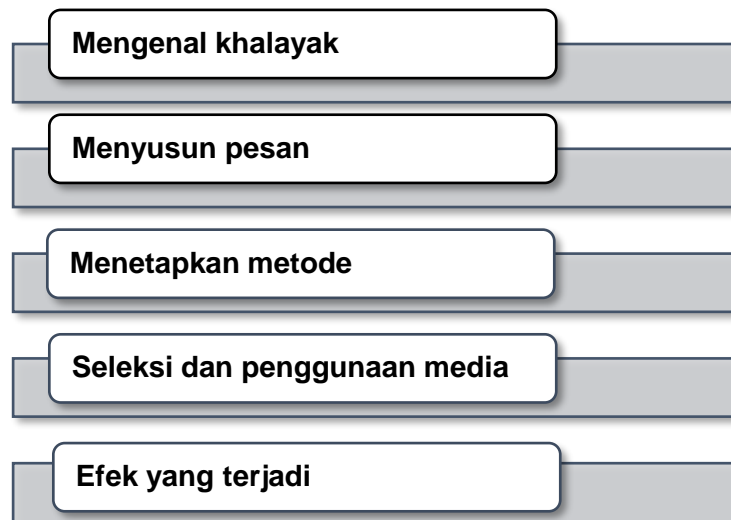 Mengenal khalayak
Menyusun pesan
Menetapkan metode
Seleksi dan penggunaan media
Efek yang terjadi